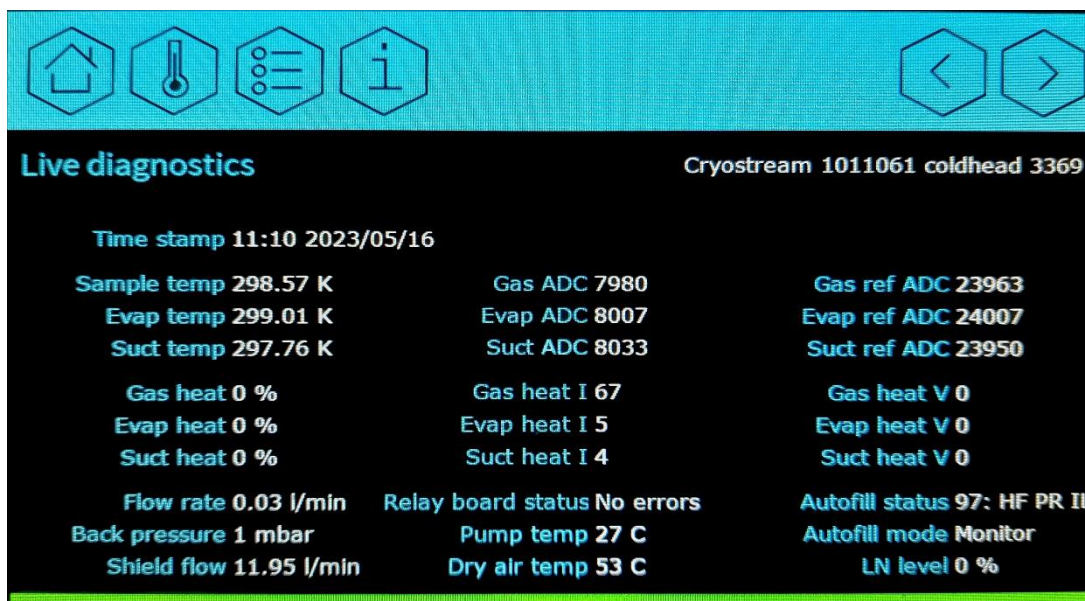 Live diagnostics Cryostream 1011061 coldhead 3369
Time stamp 11:10 2023/05/16
Sample temp 298.57 K Gas ADC 7980 Gas ref ADC 23963
Evap temp 299.01 K Evap ADC 8007 Evap ref ADC 24007
Suct temp 297.76 K Suct ADC 8033 Suct ref ADC 23950
Gas heat 0 % Gas heat I 67 Gas heat V 0
Evap heat 0 % Evap heat I 5 Evap heat V 0
Suct heat 0 % Suct heat I 4 Suct heat V 0
Flow rate 0.03 l/min Relay board status No errors Autofill status 97: HF PR
Back pressure 1 mbar Pump temp 27 C Autofill mode Monitor
Shield flow 11.95 l/min Dry air temp 53 C LN level 0 %